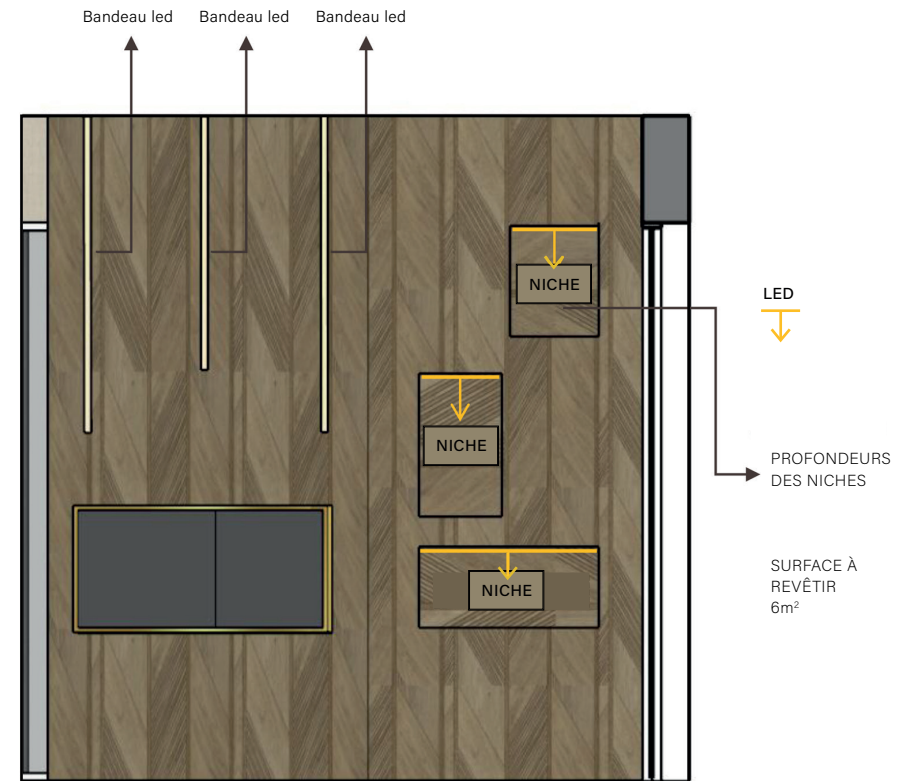 Bandeau led
Bandeau led
Bandeau led
NICHE
LED
NICHE
PROFONDEURS
DES NICHES
NICHE
SURFACE À
REVÊTIR
6m²